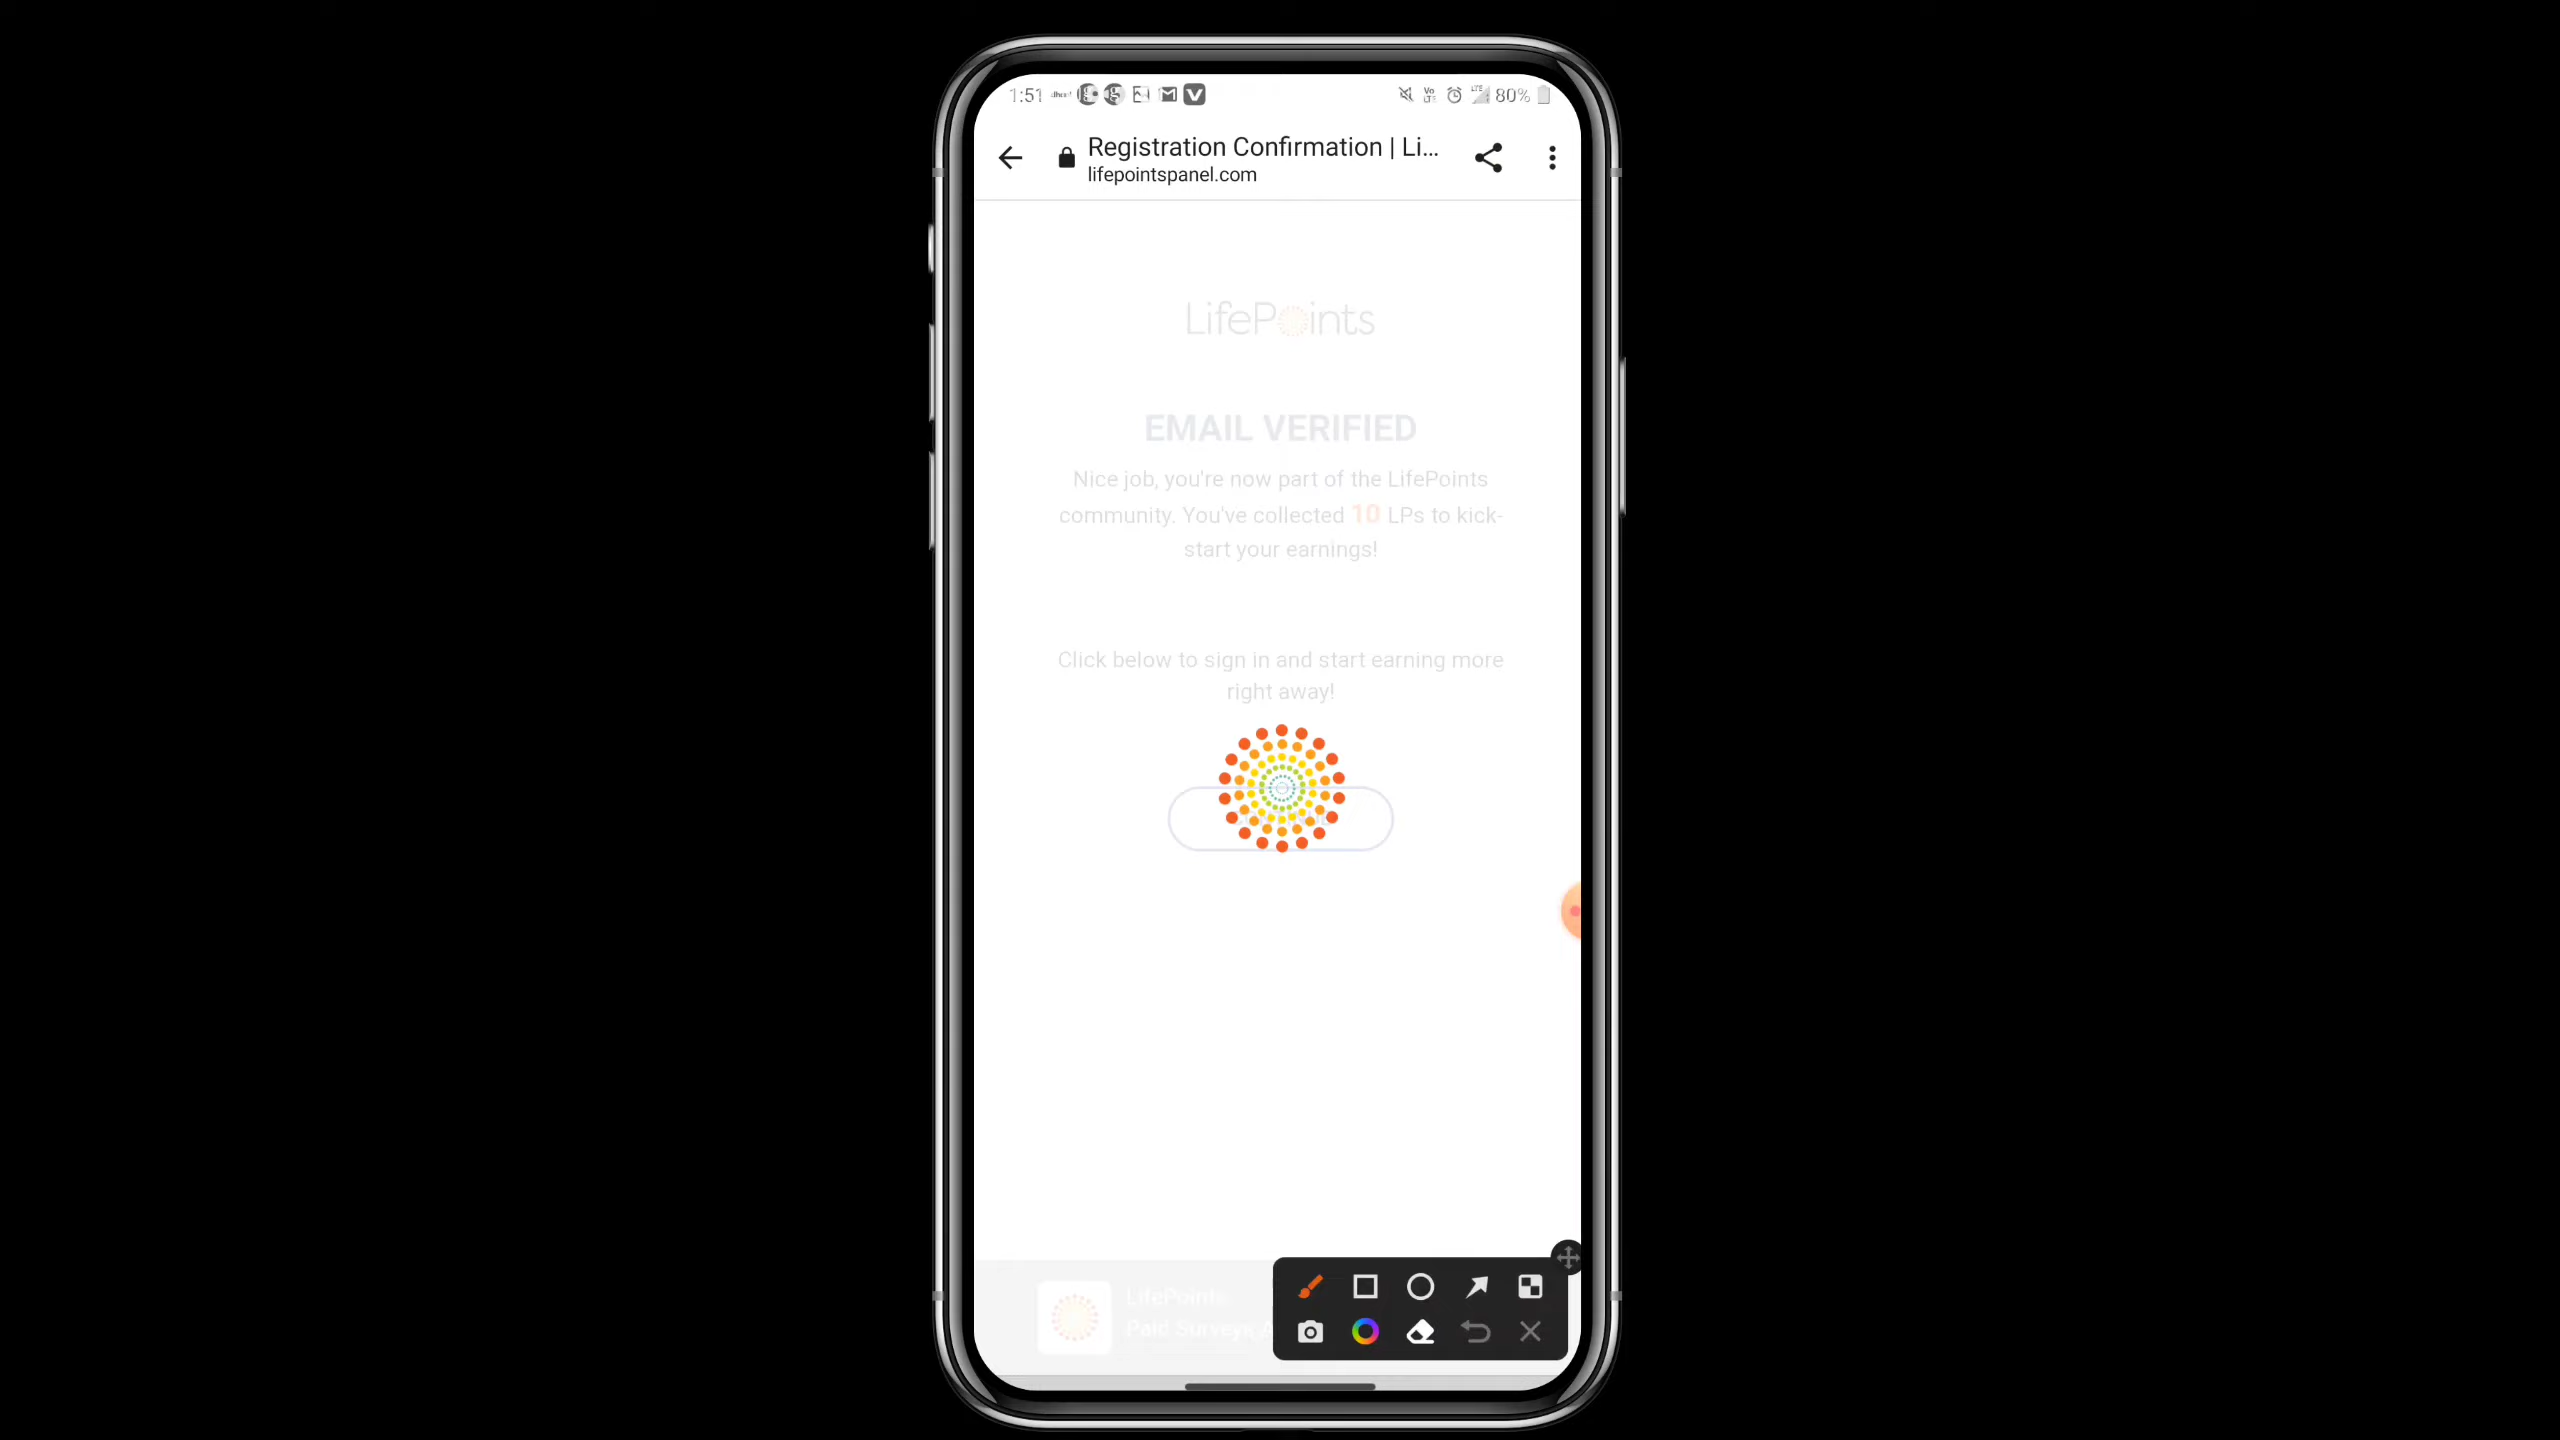 1:51
80%
Registration Confirmation | Li...
lifepointspanel.com
LifePoints
EMAIL VERIFIED
Nice job, you're now part of the LifePoints
community. You've collected 10 LPs to kick-
start your earnings!
Click below to sign in and start earning more
right away!
LifePoints
Paid Surveys